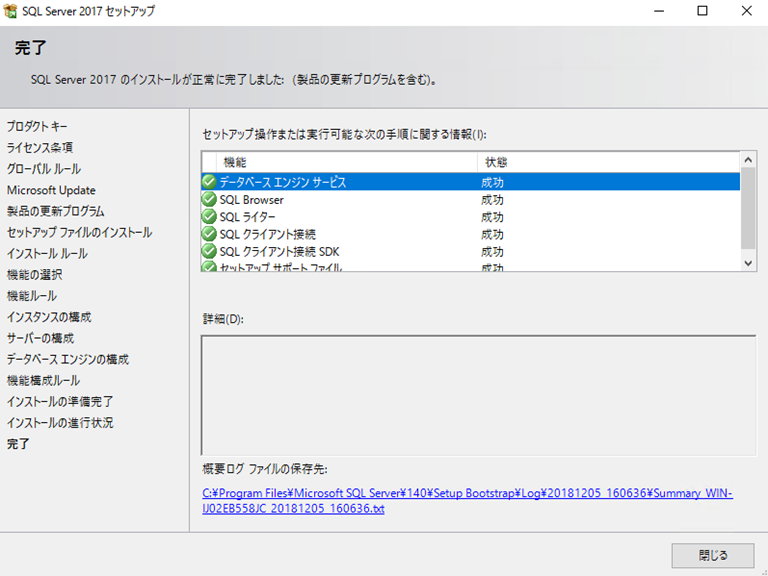 SQL Server 2017 セットアップ
完了
SQL Server 2017 のインストールが正常に完了しました: (製品の更新プログラムを含む)。
プロダクト キー
ライセンス条項
グローバル ルール
Microsoft Update
製品の更新プログラム
セットアップ ファイルのインストール
インストール ルール
機能の選択
機能ルール
インスタンスの構成
サーバーの構成
データベース エンジンの構成
機能構成ルール
インストールの準備完了
インストールの進行状況
完了
セットアップ操作または実行可能な次の手順に関する情報(I):
機能 状態
データベース エンジン サービス 成功
SQL Browser 成功
SQL ライター 成功
SQL クライアント接続 成功
SQL クライアント接続 SDK 成功
セットアップ サポート ファイル 成功
詳細(D):
概要ログ ファイルの保存先:
C:¥Program Files¥Microsoft SQL Server¥140¥Setup Bootstrap¥Log¥20181205_160636¥Summary_WIN-
IJ02EB558JC_20181205_160636.txt
閉じる